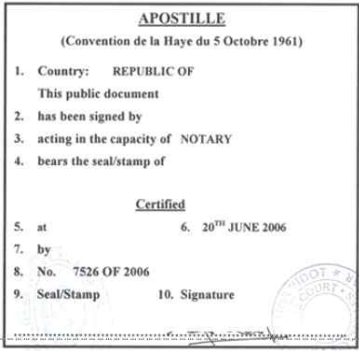 APOSTILLE
(Convention de la Haye du 5 Octobre 1961)
1. Country: REPUBLIC OF
This public document
2. has been signed by
3. acting in the capacity of NOTARY
4. bears the seal/stamp of
Certified
5. at 6. 20TH JUNE 2006
7. by
8. No. 7526 OF 2006
9. Seal/Stamp 10. Signature
COURT